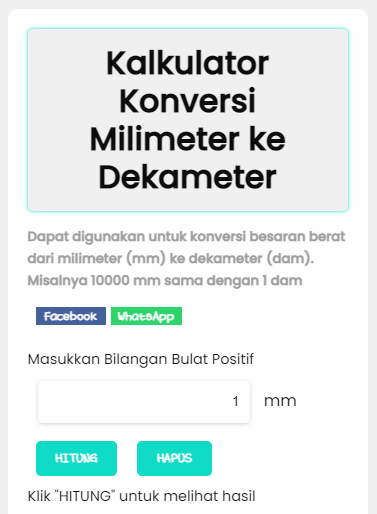 Kalkulator
Konversi
Milimeter ke
Dekameter
Dapat digunakan untuk konversi besaran berat
dari milimeter (mm) ke dekameter (dam).
Misalnya 10000 mm sama dengan 1 dam
Facebook WhatsApp
Masukkan Bilangan Bulat Positif
1 mm
HITUNG HAPUS
Klik "HITUNG" untuk melihat hasil